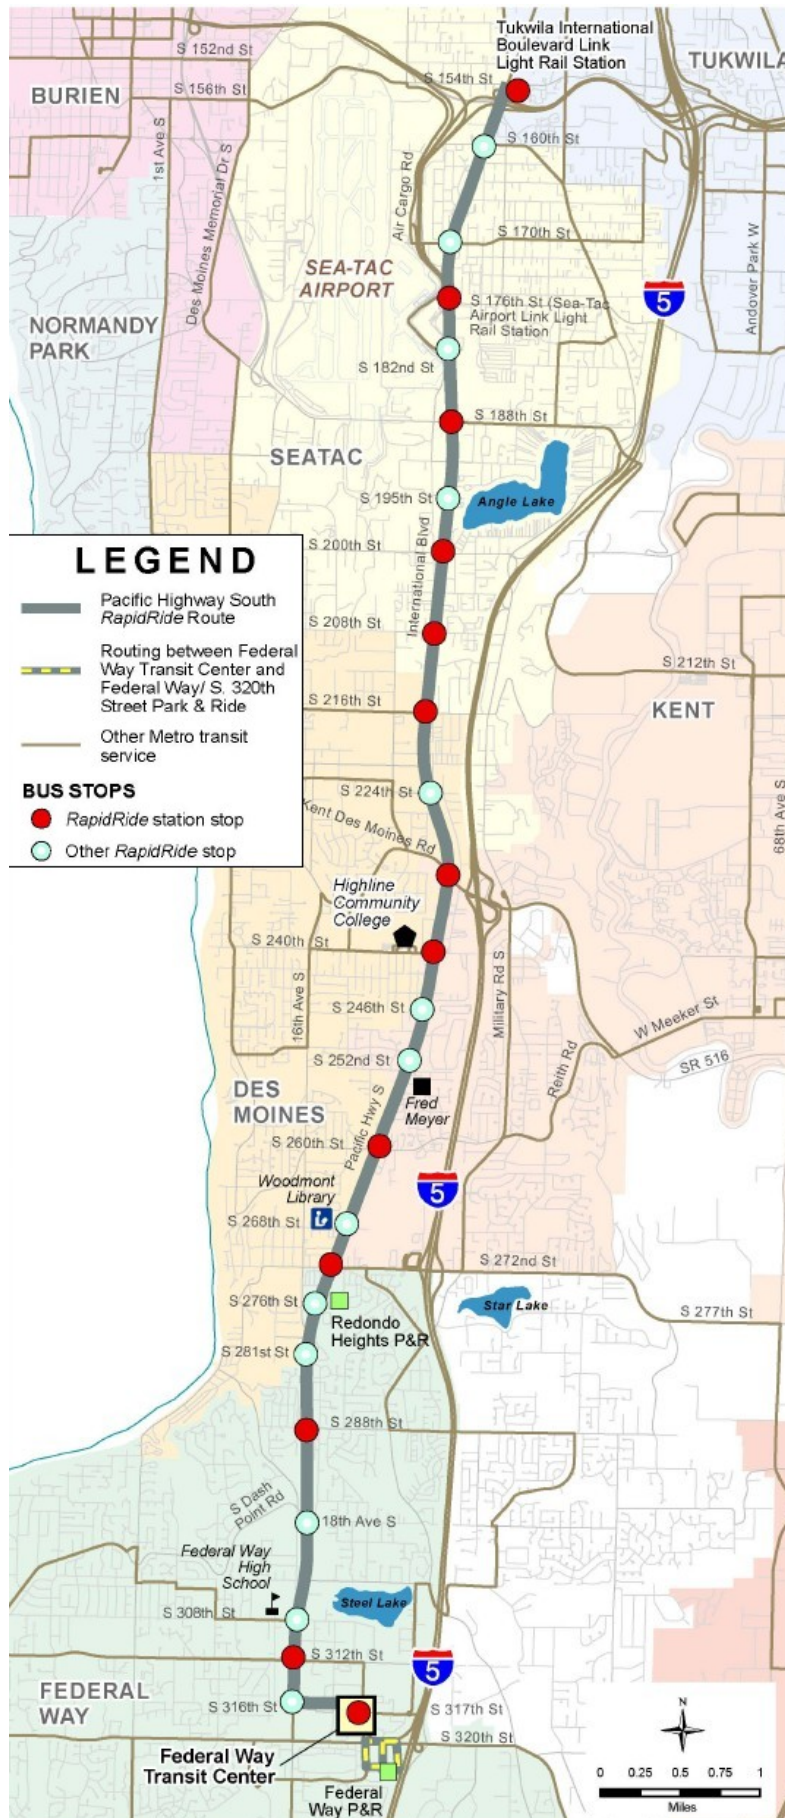 Tukwila International
Boulevard Link
Light Rail Station
S 152nd St
TUKWILA
S 154th St
BURIEN
S 156th St
S 160th St
1st Ave S
Des Moines Memorial Dr S
Air Cargo Rd
S 170th St
Andover Park W
SEA-TAC
AIRPORT
5
S 176th St (Sea-Tac
Airport Link Light
Rail Station
NORMANDY
PARK
S 182nd St
S 188th St
SEATAC
S 195th St
Angle Lake
S 200th St
International Blvd
LEGEND
Pacific Highway South
RapidRide Route
Routing between Federal
Way Transit Center and
Federal Way/ S. 320th
Street Park & Ride
Other Metro transit
service
BUS STOPS
RapidRide station stop
Other RapidRide stop
S 208th St
S 212th St
S 216th St
KENT
S 224th St
Kent Des Moines Rd
68th Ave S
Highline
Community
College
S 240th St
16th Ave S
Military Rd S
S 246th St
W Meeker St
S 252nd St
Reith Rd
SR 516
DES
MOINES
Fred
Meyer
Pacific Hwy S
S 260th St
5
Woodmont
Library
S 268th St
S 272nd St
S 276th St
Star Lake
S 277th St
Redondo
Heights P&R
S 281st St
S 288th St
S Dash
Point Rd
18th Ave S
Federal Way
High
School
Steel Lake
S 308th St
S 312th St
5
FEDERAL
WAY
S 316th St
S 317th St
S 320th St
Federal Way
Transit Center
Federal
Way P&R
N
0 0.25 0.5 0.75 1
Miles